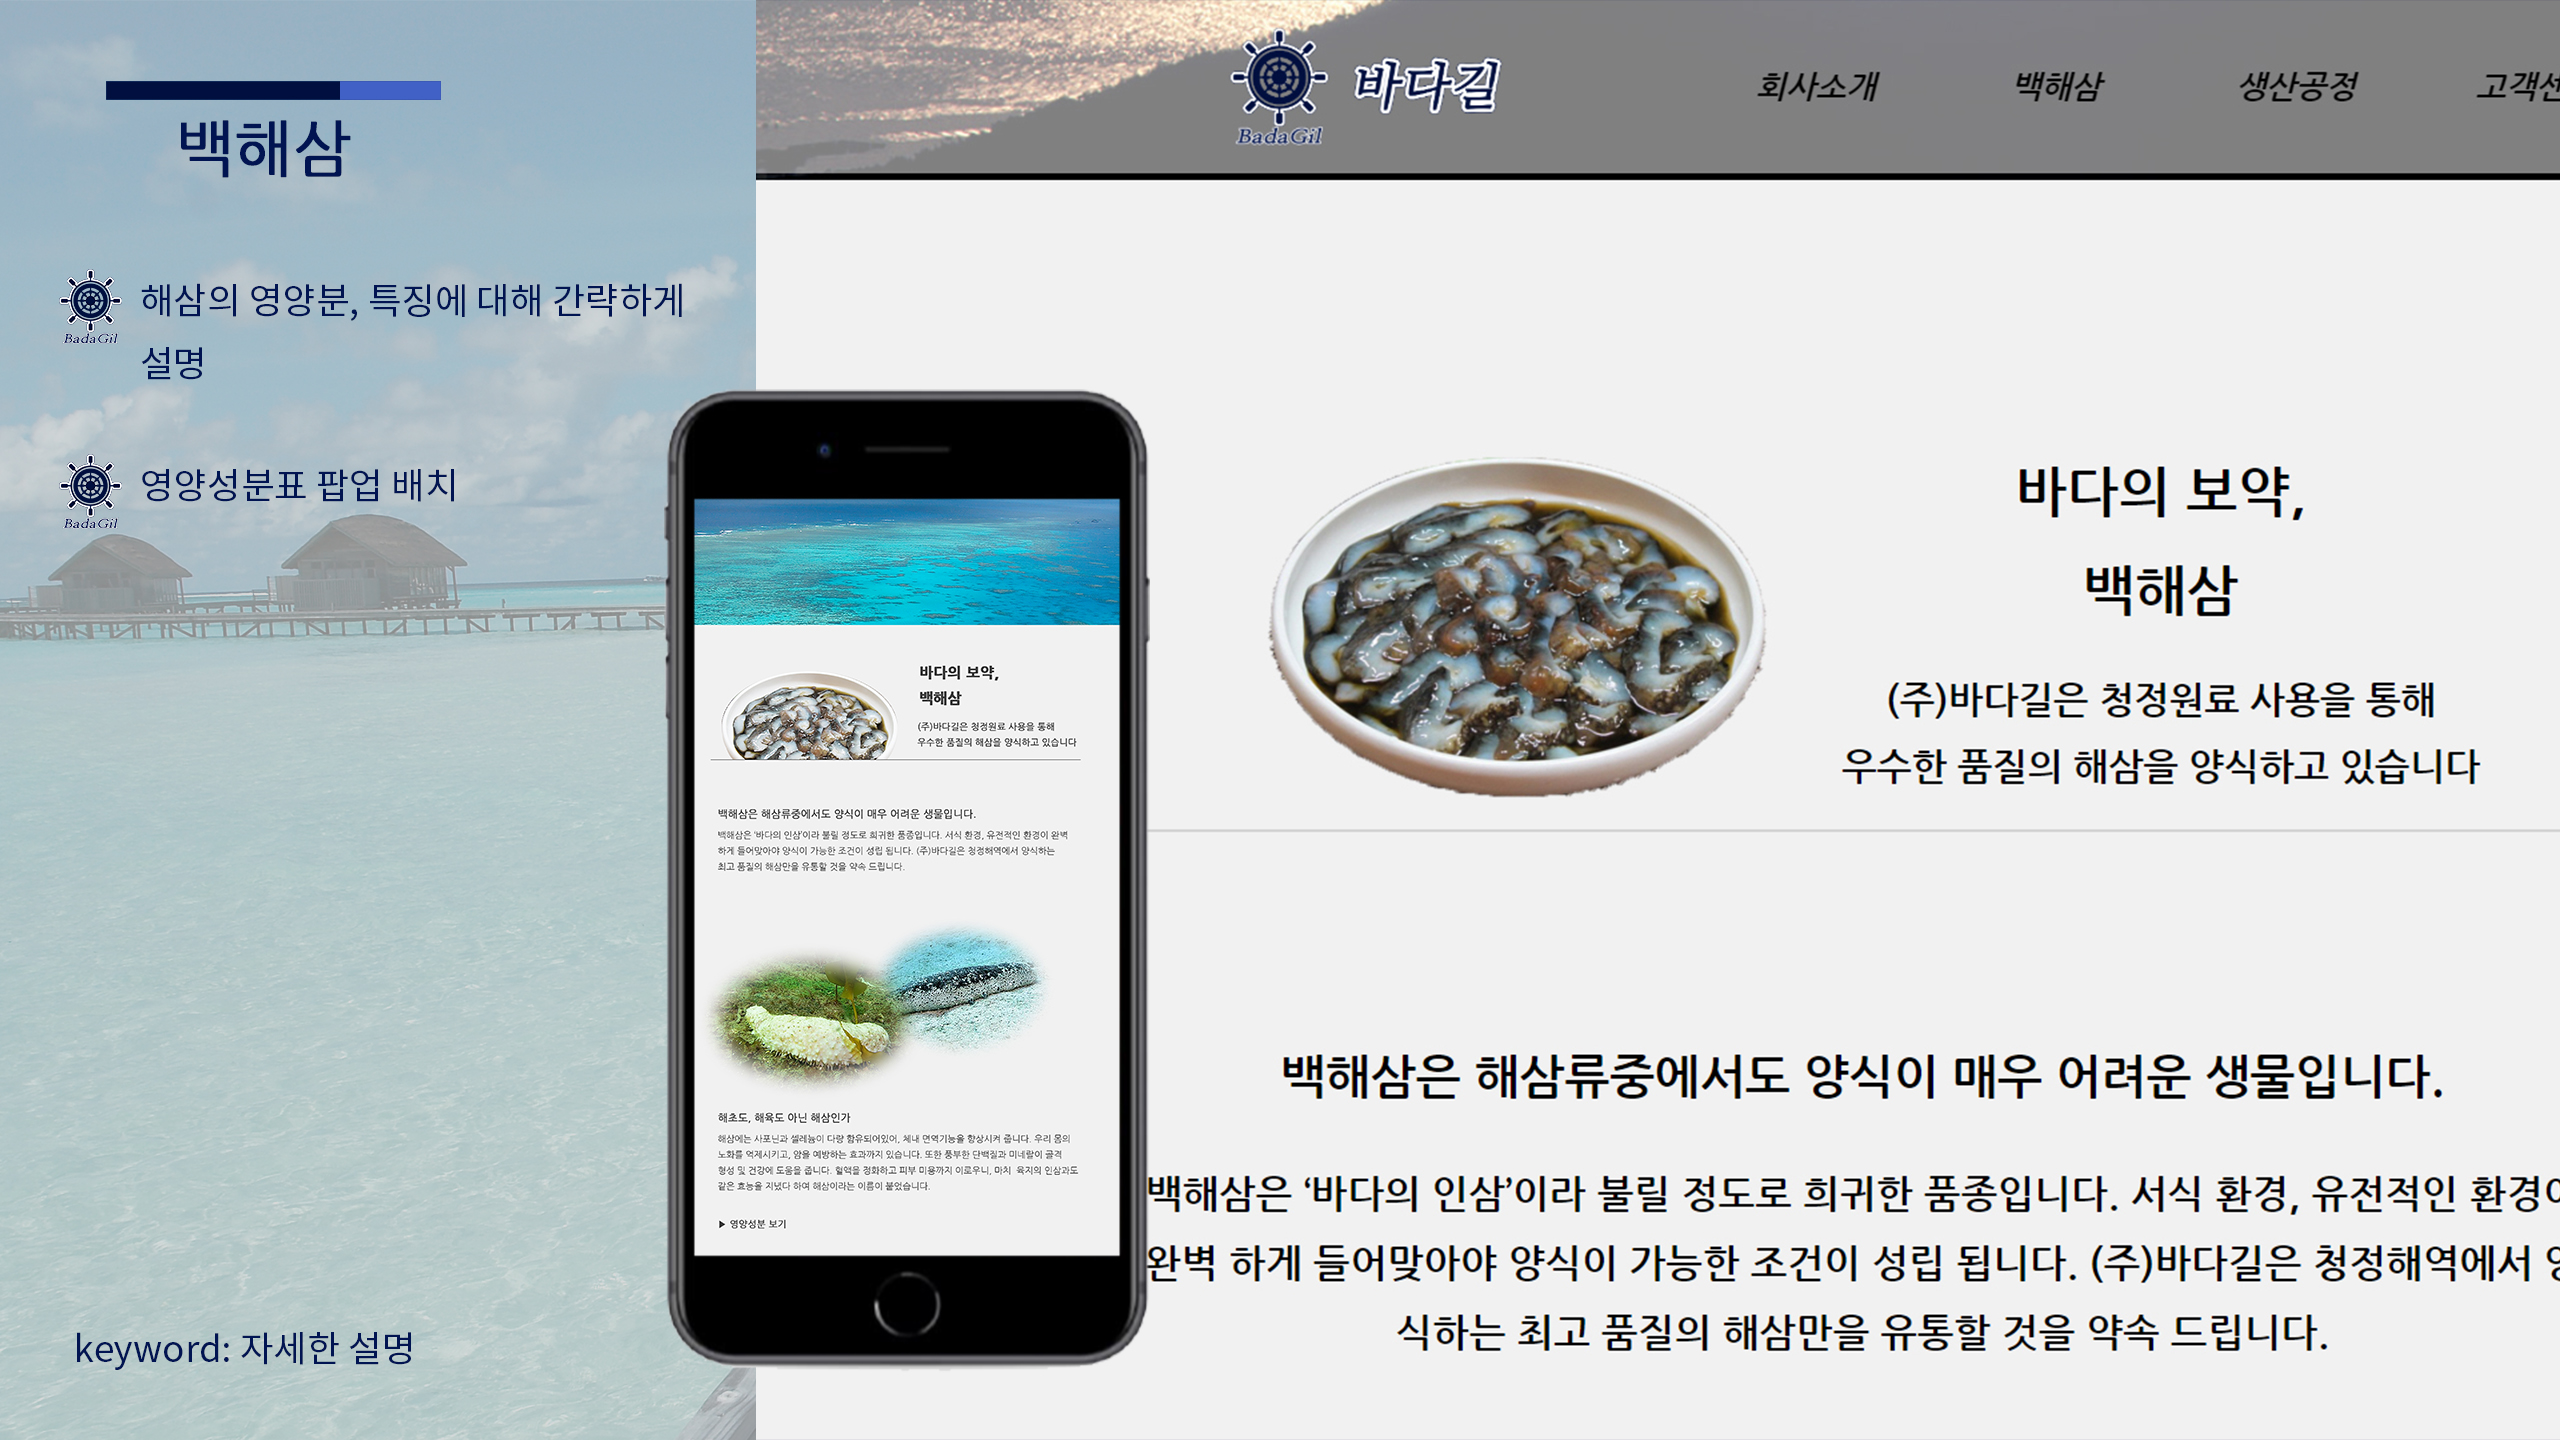 백해삼
해삼의 영양분, 특징에 대해 간략하게
설명
BadaGil
영양성분표 팝업 배치
BadaGil
keyword: 자세한 설명
BadaGil
바다길
회사소개
백해삼
생산공정
고객센
바다의 보약,
백해삼
(주)바다길은 청정원료 사용을 통해
우수한 품질의 해삼을 양식하고 있습니다
백해삼은 해삼류중에서도 양식이 매우 어려운 생물입니다.
백해삼은 ‘바다의 인삼’이라 불릴 정도로 희귀한 품종입니다. 서식 환경, 유전적인 환경이
완벽 하게 들어맞아야 양식이 가능한 조건이 성립 됩니다. (주)바다길은 청정해역에서 양
식하는 최고 품질의 해삼만을 유통할 것을 약속 드립니다.
바다의 보약,
백해삼
(주)바다길은 청정원료 사용을 통해
우수한 품질의 해삼을 양식하고 있습니다
백해삼은 해삼류중에서도 양식이 매우 어려운 생물입니다.
백해삼은 '바다의 인삼'이라 불릴 정도로 희귀한 품종입니다. 서식 환경, 유전적인 환경이 완벽
하게 들어맞아야 양식이 가능한 조건이 성립 됩니다. (주)바다길은 청정해역에서 양식하는
최고 품질의 해삼만을 유통할 것을 약속 드립니다.
해초도, 해육도 아닌 해삼인가
해삼에는 사포닌과 셀레늄이 다량 함유되어있어, 체내 면역기능을 향상시켜 줍니다. 우리 몸의
노화를 억제시키고, 암을 예방하는 효과까지 있습니다. 또한 풍부한 단백질과 미네랄이 골격
형성 및 건강에 도움을 줍니다. 혈액을 정화하고 피부 미용까지 이로우니, 마치 육지의 인삼과도
같은 효능을 지녔다 하여 해삼이라는 이름이 붙었습니다.
▶ 영양성분 보기